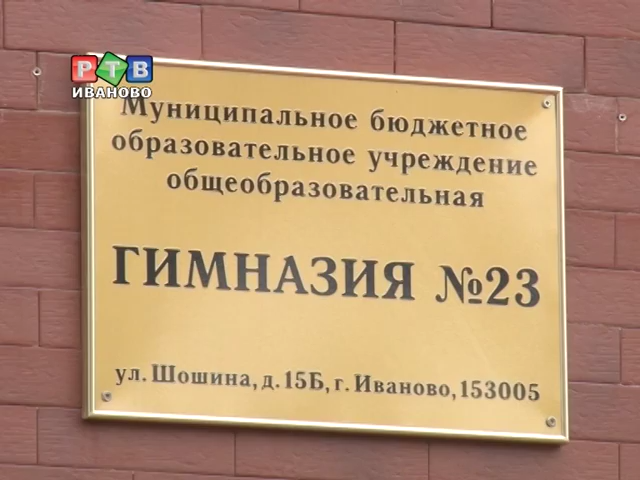 РТВ
ИВАНОВО
Муниципальное бюджетное
образовательное учреждение
общеобразовательная
ГИМНАЗИЯ №23
ул. Шошина, д. 15Б, г. Иваново, 153005